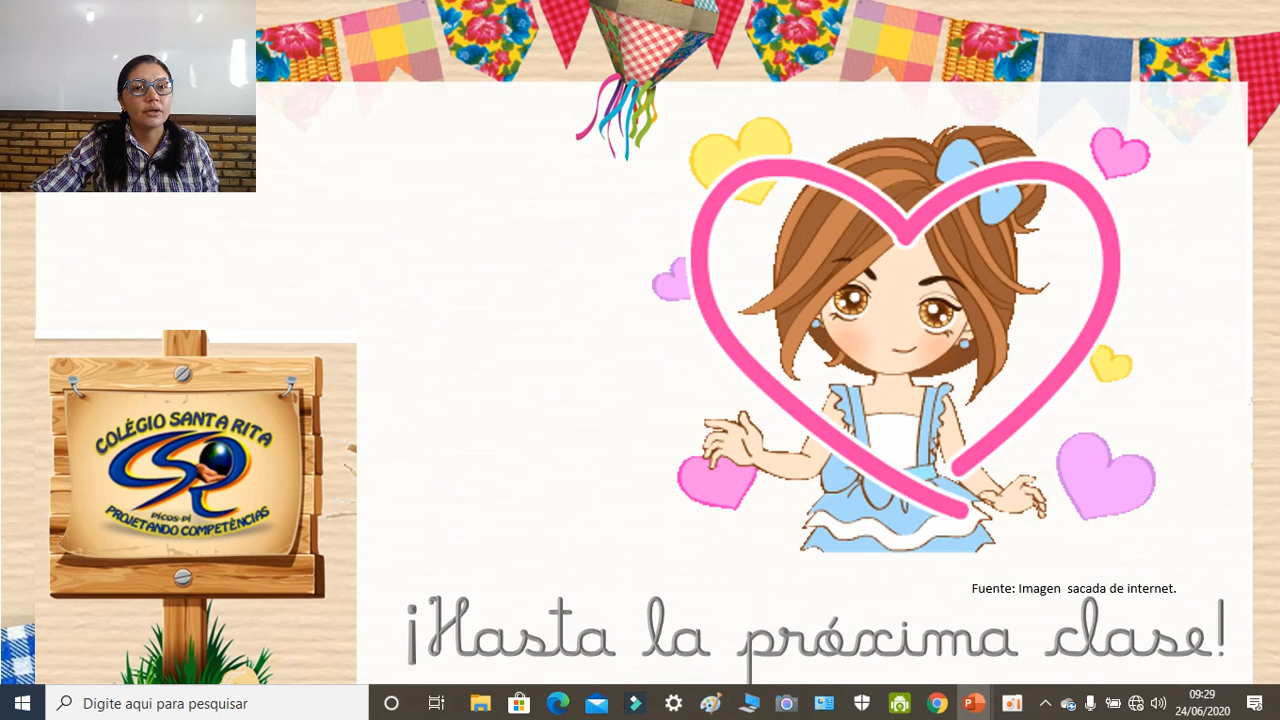 COLÉGIO SANTA RITA
PICOS-PI
PROJETANDO COMPETÊNCIAS
Fuente: Imagen sacada de internet.
¡Hasta la próxima clase!
Digite aqui para pesquisar
09:29
24/06/2020